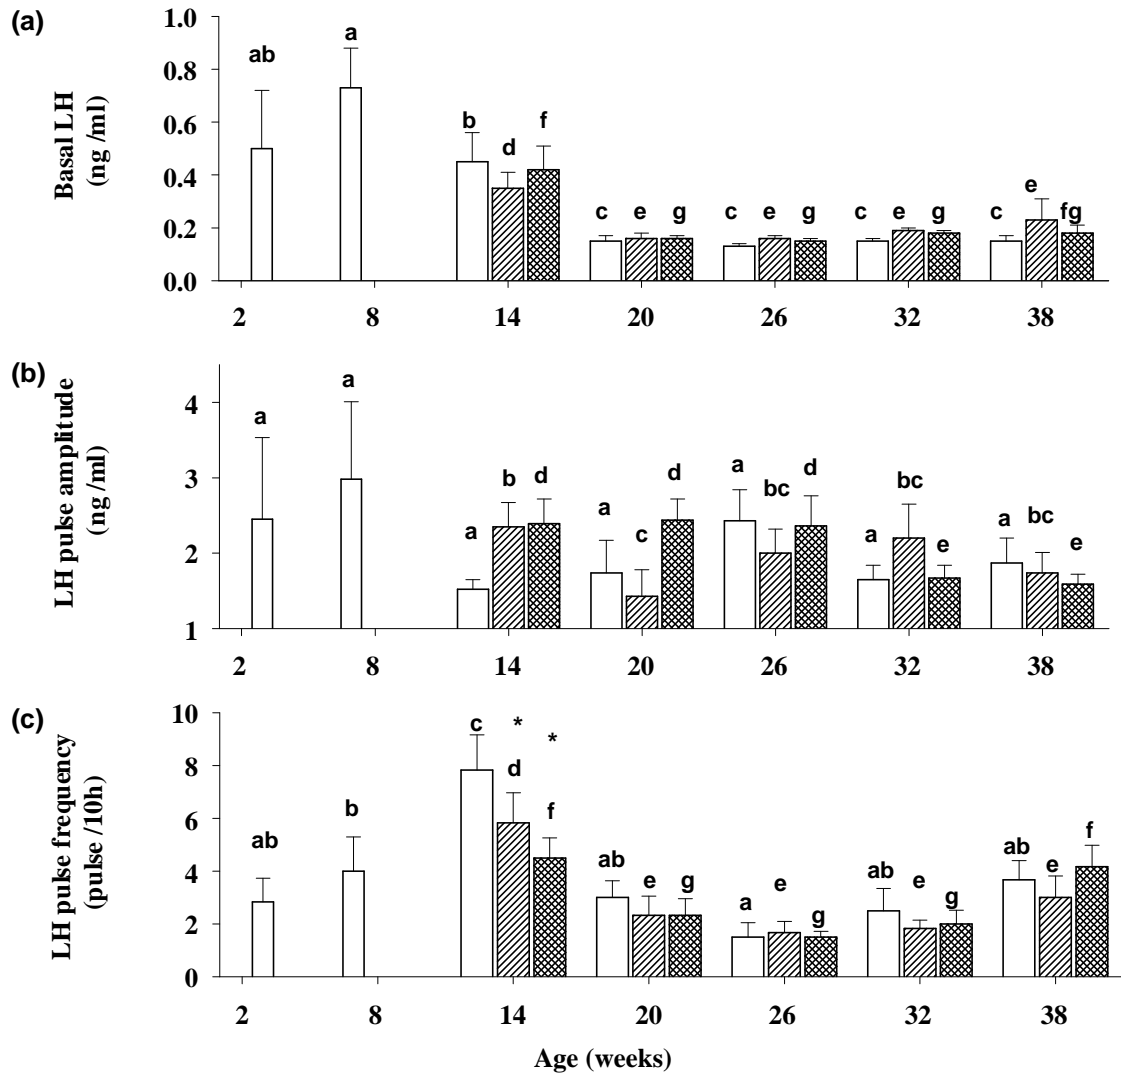 (a)
Basal LH
(ng /ml)
1.0
0.8
0.6
0.4
0.2
0.0
ab
a
b
d
f
c
e
g
c
e
g
c
e
g
c
e
fg
2
8
14
20
26
32
38
(b)
LH pulse amplitude
(ng /ml)
4
3
2
1
a
a
a
b
d
a
c
d
a
bc
d
a
bc
e
a
bc
e
2
8
14
20
26
32
38
(c)
LH pulse frequency
(pulse /10h)
10
8
6
4
2
0
ab
b
c
*
d
*
f
ab
e
g
a
e
g
ab
e
g
ab
e
f
2
8
14
20
26
32
38
Age (weeks)